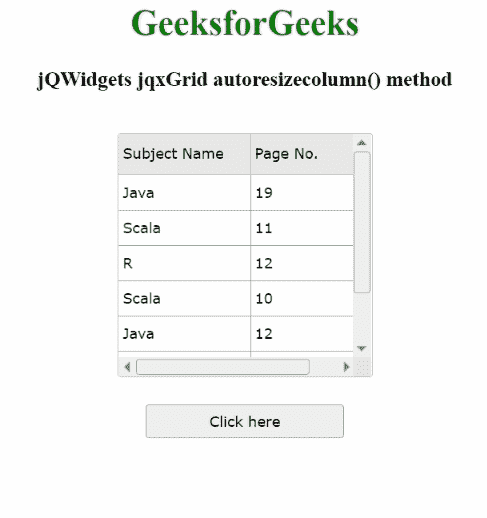 GeeksforGeeks
jQWidgets jqxGrid autoresizecolumn() method
Subject Name Page No.
Java 19
Scala 11
R 12
Scala 10
Java 12
Click here